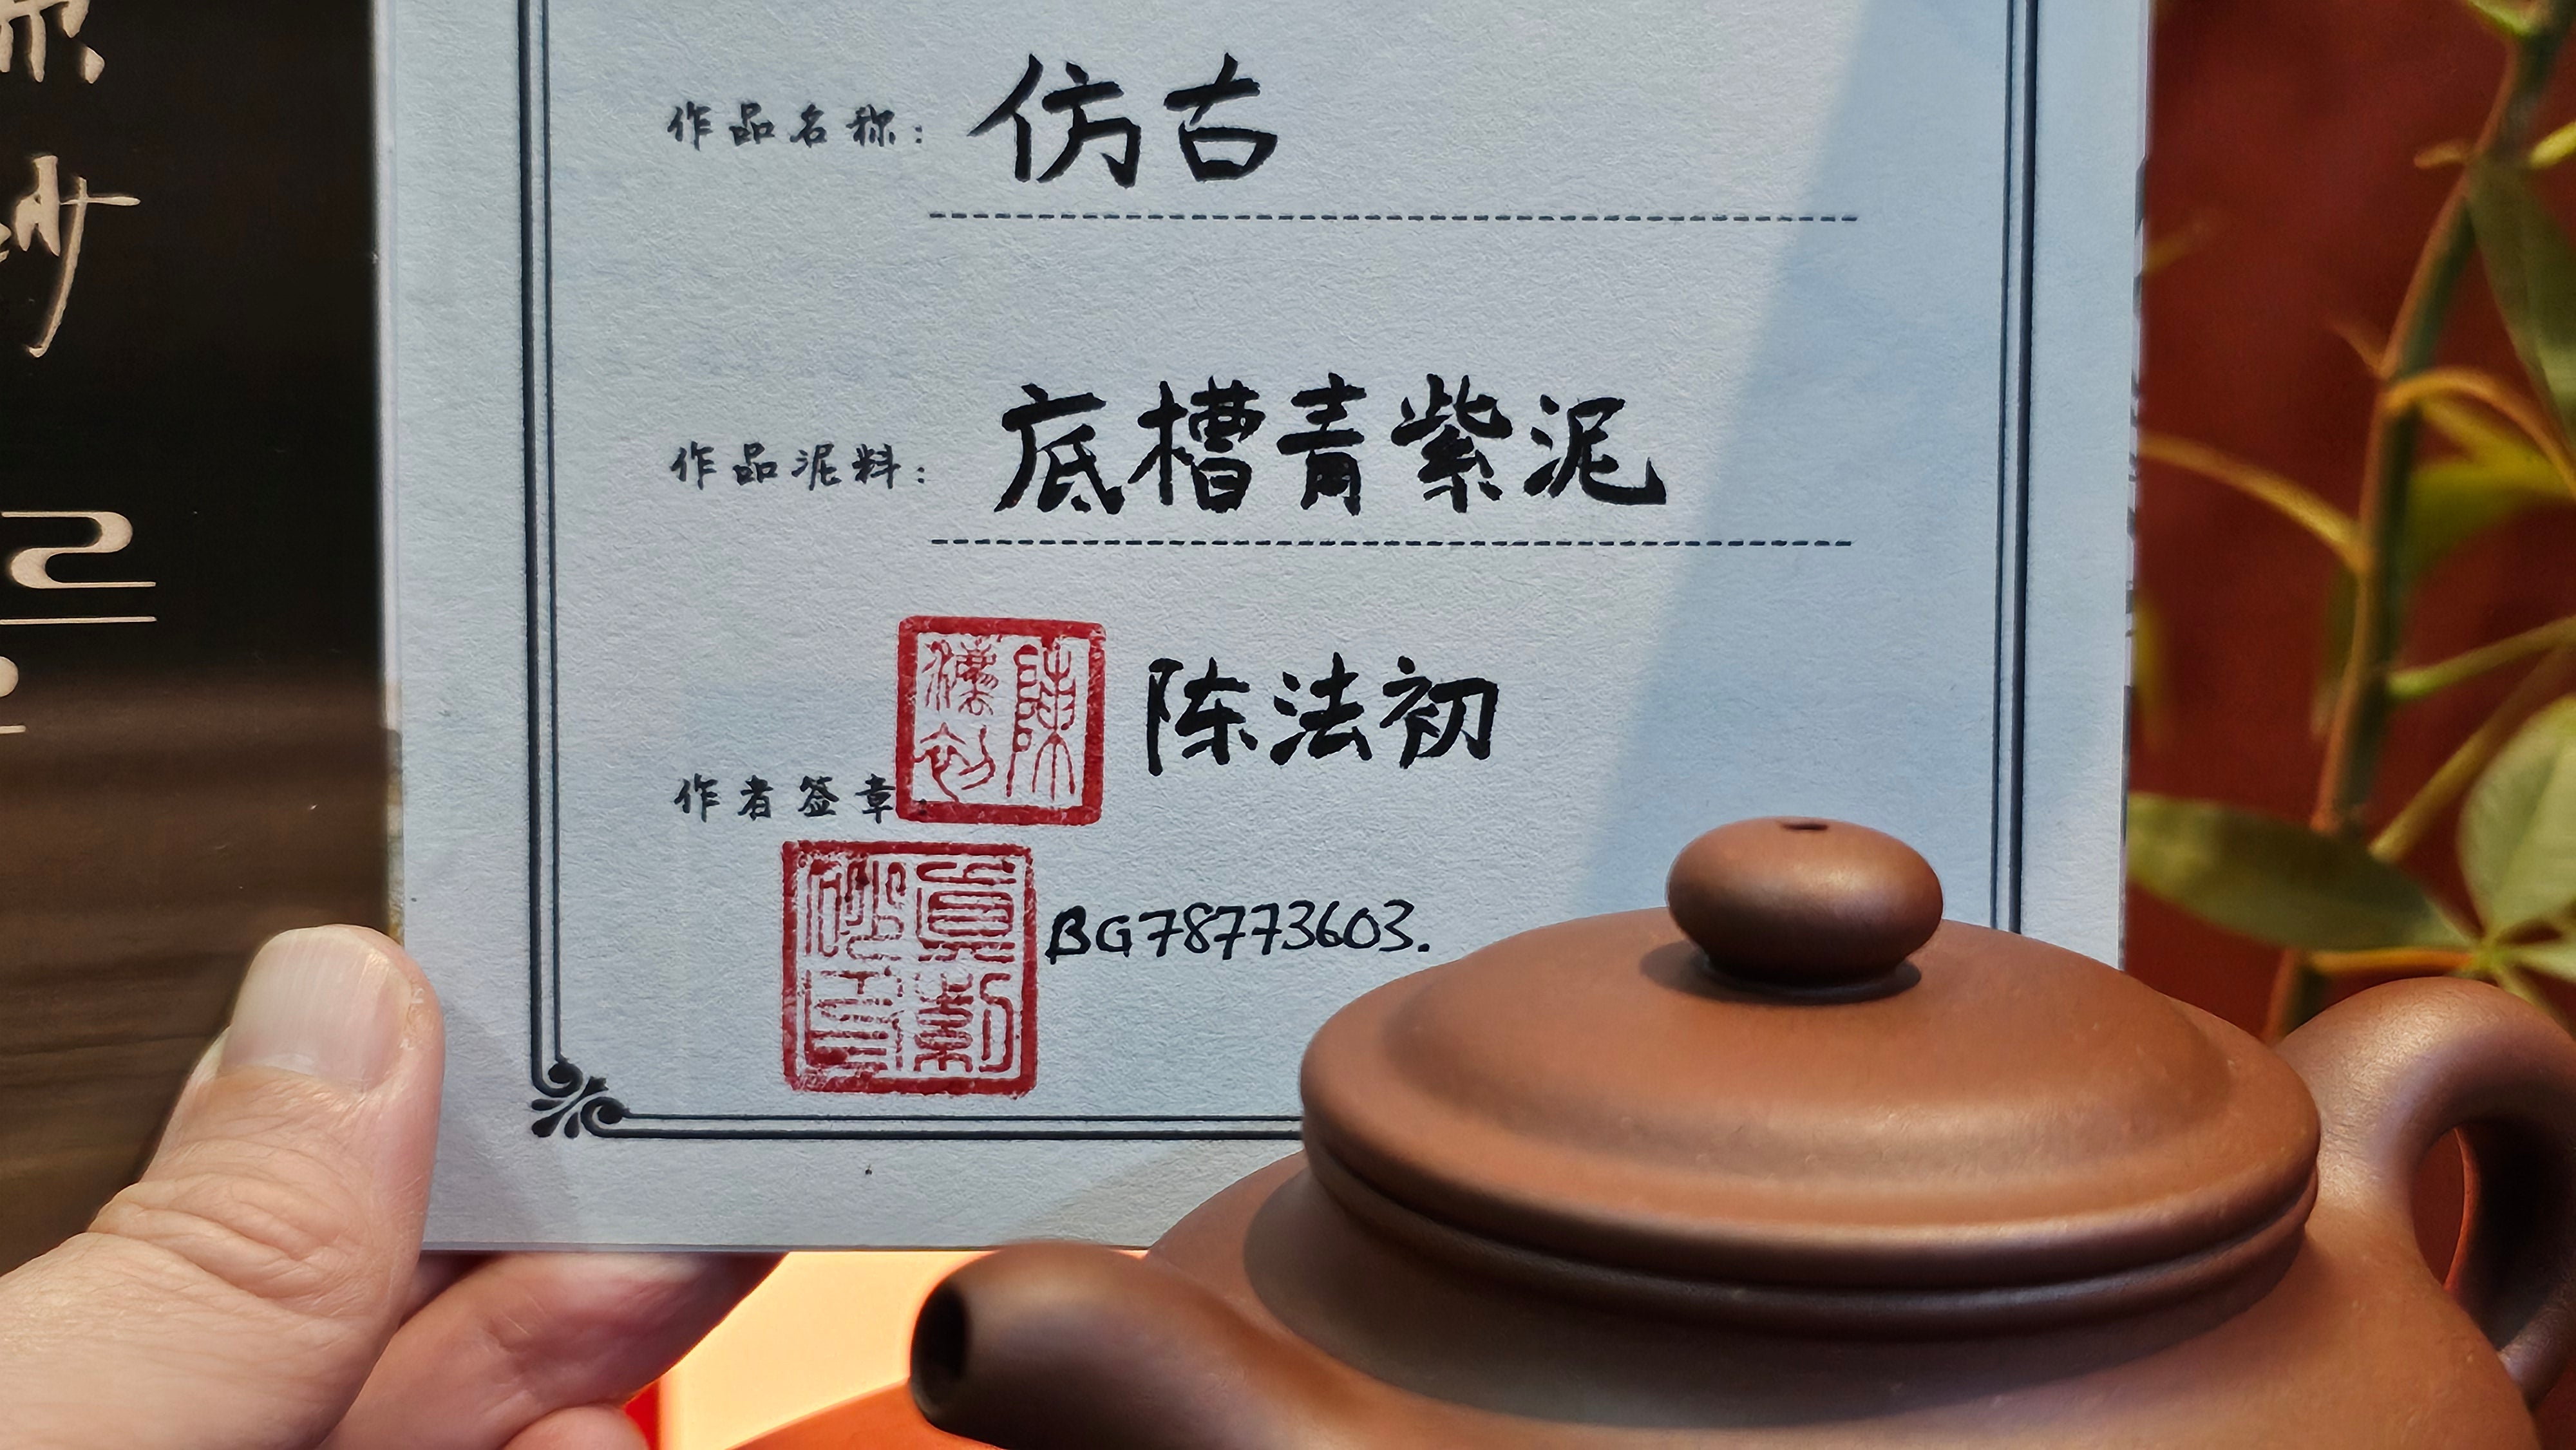 作品名称: 仿古
作品泥料: 底槽青紫泥
陈法初
作者签章:
BG78773603.